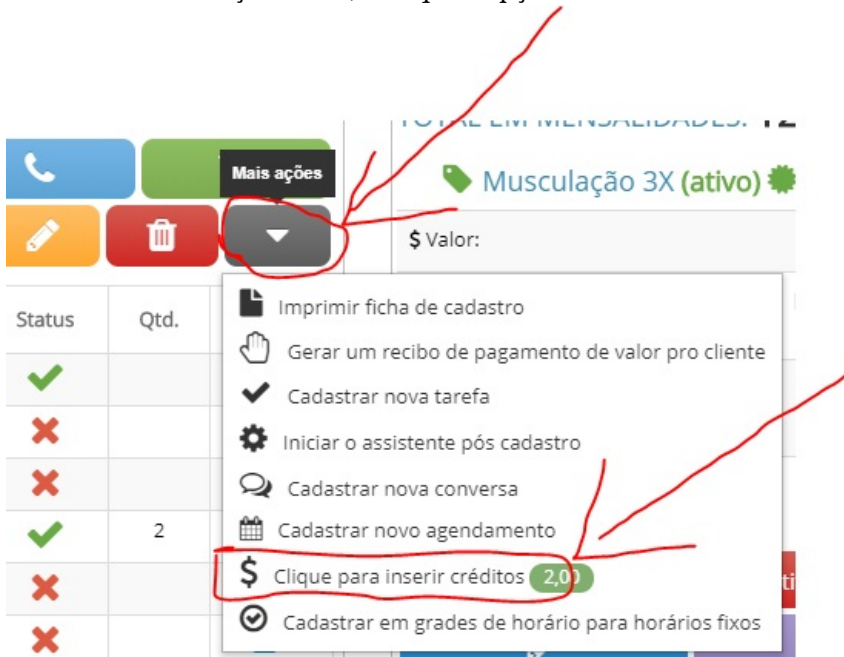 Mais ações
TOTAL EM MENSALIDADES:
Musculação 3X (ativo)
$ Valor:
Status Qtd.
Imprimir ficha de cadastro
Gerar um recibo de pagamento de valor pro cliente
Cadastrar nova tarefa
Iniciar o assistente pós cadastro
Cadastrar nova conversa
2
Cadastrar novo agendamento
$ Clique para inserir créditos 2,00
ti
Cadastrar em grades de horário para horários fixos